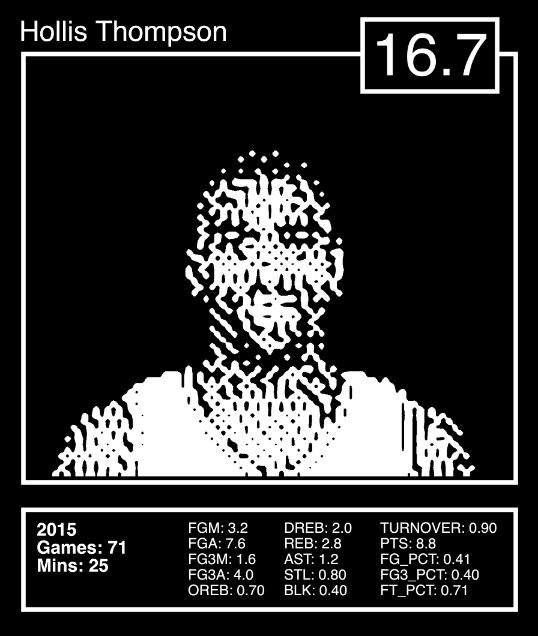 Hollis Thompson
16.7
2015
Games: 71
Mins: 25
FGM: 3.2
FGA: 7.6
FG3M: 1.6
FG3A: 4.0
OREB: 0.70
DREB: 2.0
REB: 2.8
AST: 1.2
STL: 0.80
BLK: 0.40
TURNOVER: 0.90
PTS: 8.8
FG_PCT: 0.41
FG3_PCT: 0.40
FT_PCT: 0.71